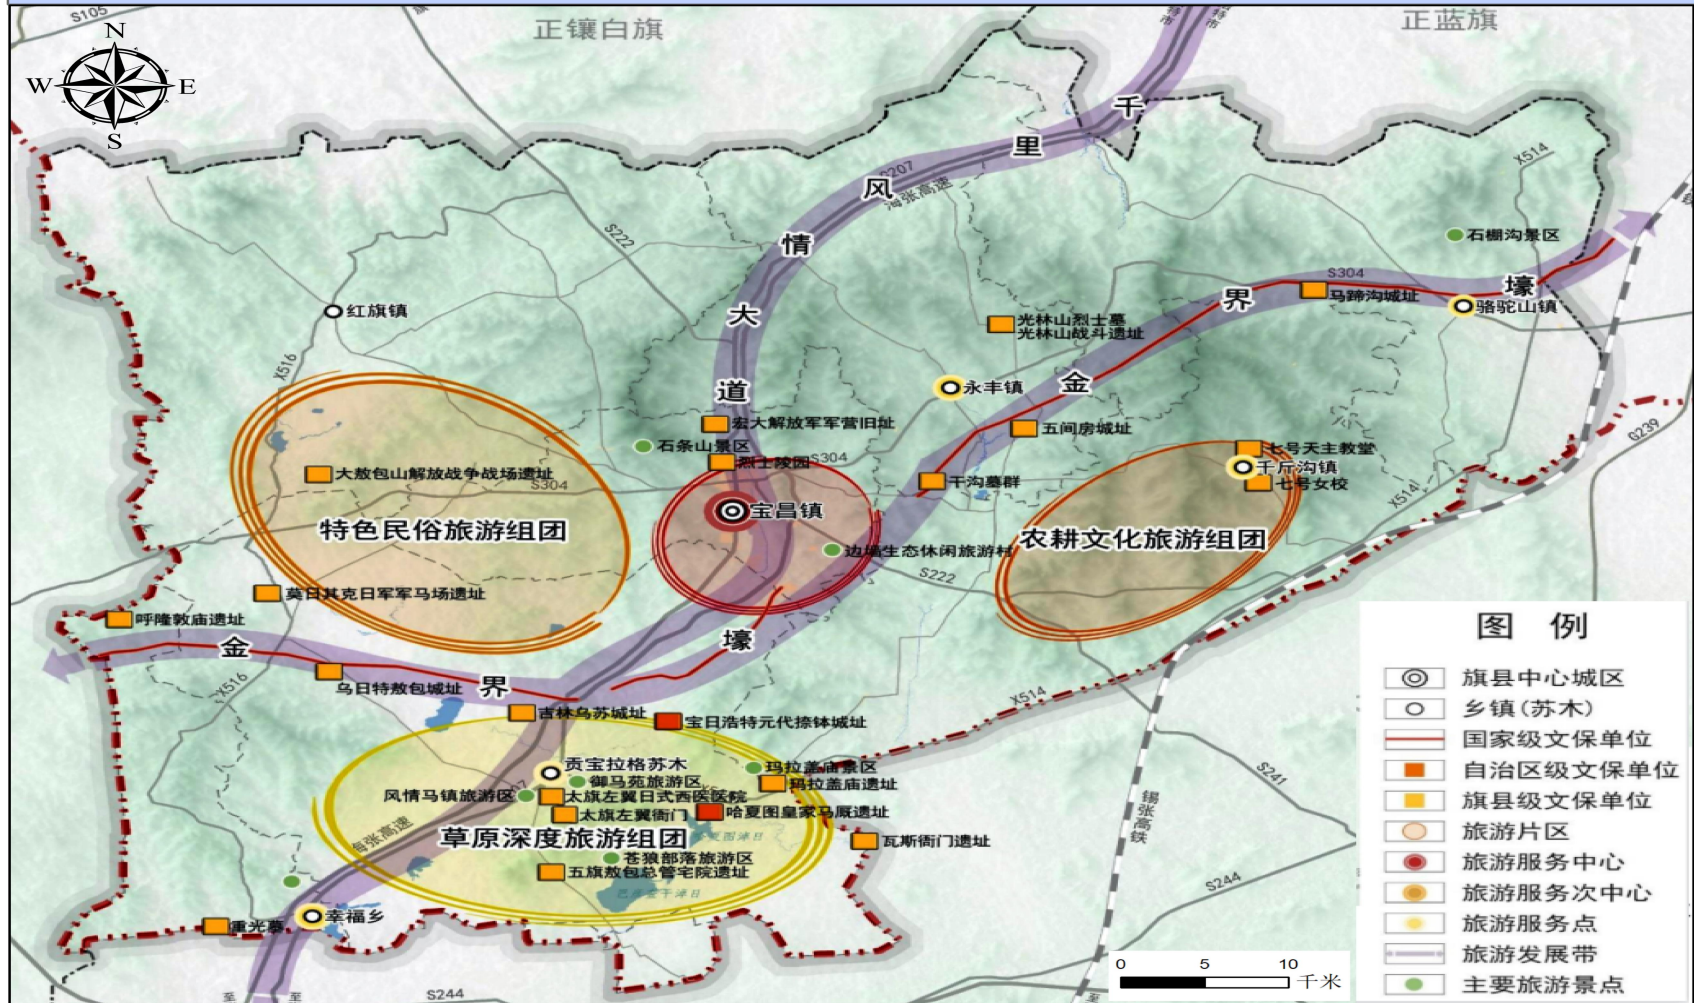 S105
正镶白旗
正蓝旗
N
W
E
S
千
里
风
情
大
道
G207
海张高速
S222
X514
石棚沟景区
S304
马蹄沟城址
壕
骆驼山镇
界
金
红旗镇
X516
光林山烈士墓
光林山战斗遗址
永丰镇
宏大解放军军营旧址
石条山景区
烈士陵园
S304
五间房城址
G239
七号天主教堂
千斤沟镇
七号女校
干沟墓群
X514
大敖包山解放战争战场遗址
S304
特色民俗旅游组团
宝昌镇
农耕文化旅游组团
边墙生态休闲旅游村
S222
莫日其克日军军马场遗址
呼隆敦庙遗址
金
壕
乌日特敖包城址
界
X516
X514
吉林乌苏城址
宝日浩特元代捺钵城址
贡宝拉格苏木
玛拉盖庙景区
御马苑旅游区
玛拉盖庙遗址
风情马镇旅游区
太旗左翼日式西医医院
太旗左翼衙门
哈夏图皇家马厩遗址
海张高速
草原深度旅游组团
瓦斯衙门遗址
苍狼部落旅游区
五旗敖包总管宅院遗址
S241
锡张高铁
S244
重光墓
幸福乡
至
至
S244
至
0 5 10 千米
图 例
旗县中心城区
乡镇(苏木)
国家级文保单位
自治区级文保单位
旗县级文保单位
旅游片区
旅游服务中心
旅游服务次中心
旅游服务点
旅游发展带
主要旅游景点